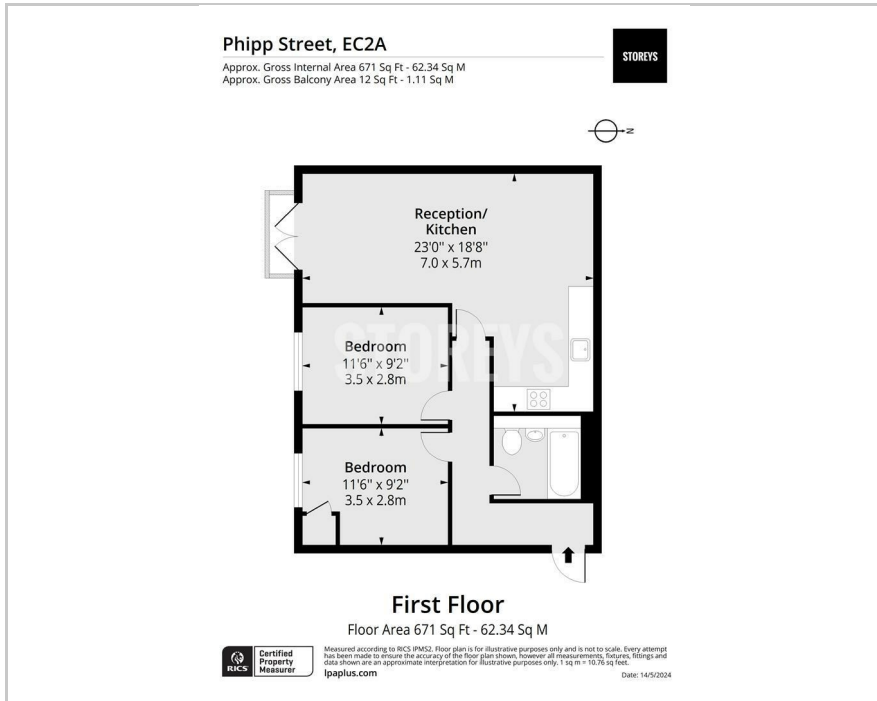 Phipp Street, EC2A
Approx. Gross Internal Area 671 Sq Ft - 62.34 Sq M
Approx. Gross Balcony Area 12 Sq Ft - 1.11 Sq M
STOREYS
N
Reception/
Kitchen
23'0" x 18'8"
7.0 x 5.7m
STOREYS
Bedroom
11'6" x 9'2"
3.5 x 2.8m
Bedroom
11'6" x 9'2"
3.5 x 2.8m
First Floor
Floor Area 671 Sq Ft - 62.34 Sq M
RICS
Certified
Property
Measurer
Measured according to RICS IPMS2. Floor plan is for illustrative purposes only and is not to scale. Every attempt
has been made to ensure the accuracy of the floor plan shown, however all measurements, fixtures, fittings and
data shown are an approximate interpretation for illustrative purposes only. 1 sq m = 10.76 sq feet.
lpaplus.com
Date: 14/5/2024